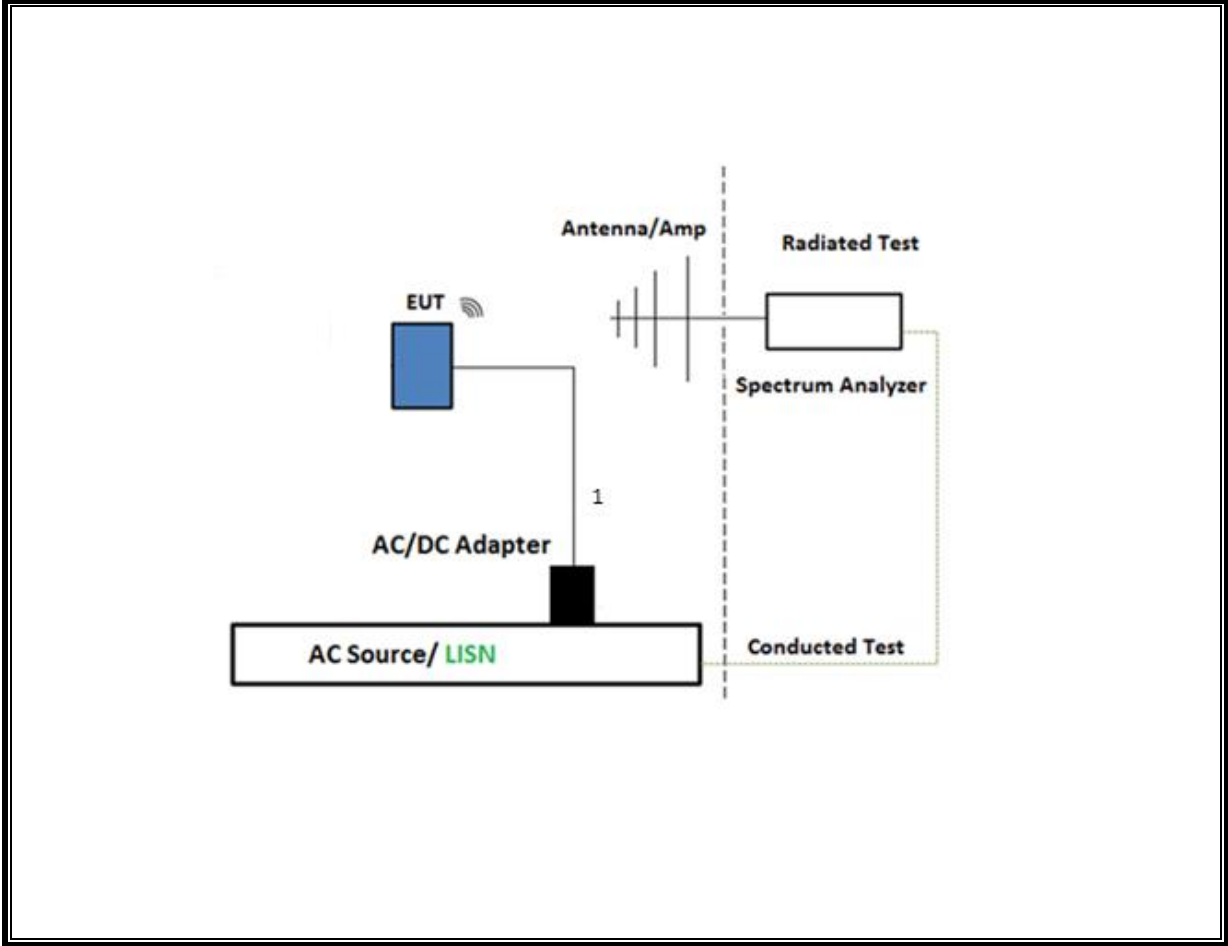 Antenna/Amp
Radiated Test
EUT
Spectrum Analyzer
1
AC/DC Adapter
AC Source/ LISN
Conducted Test